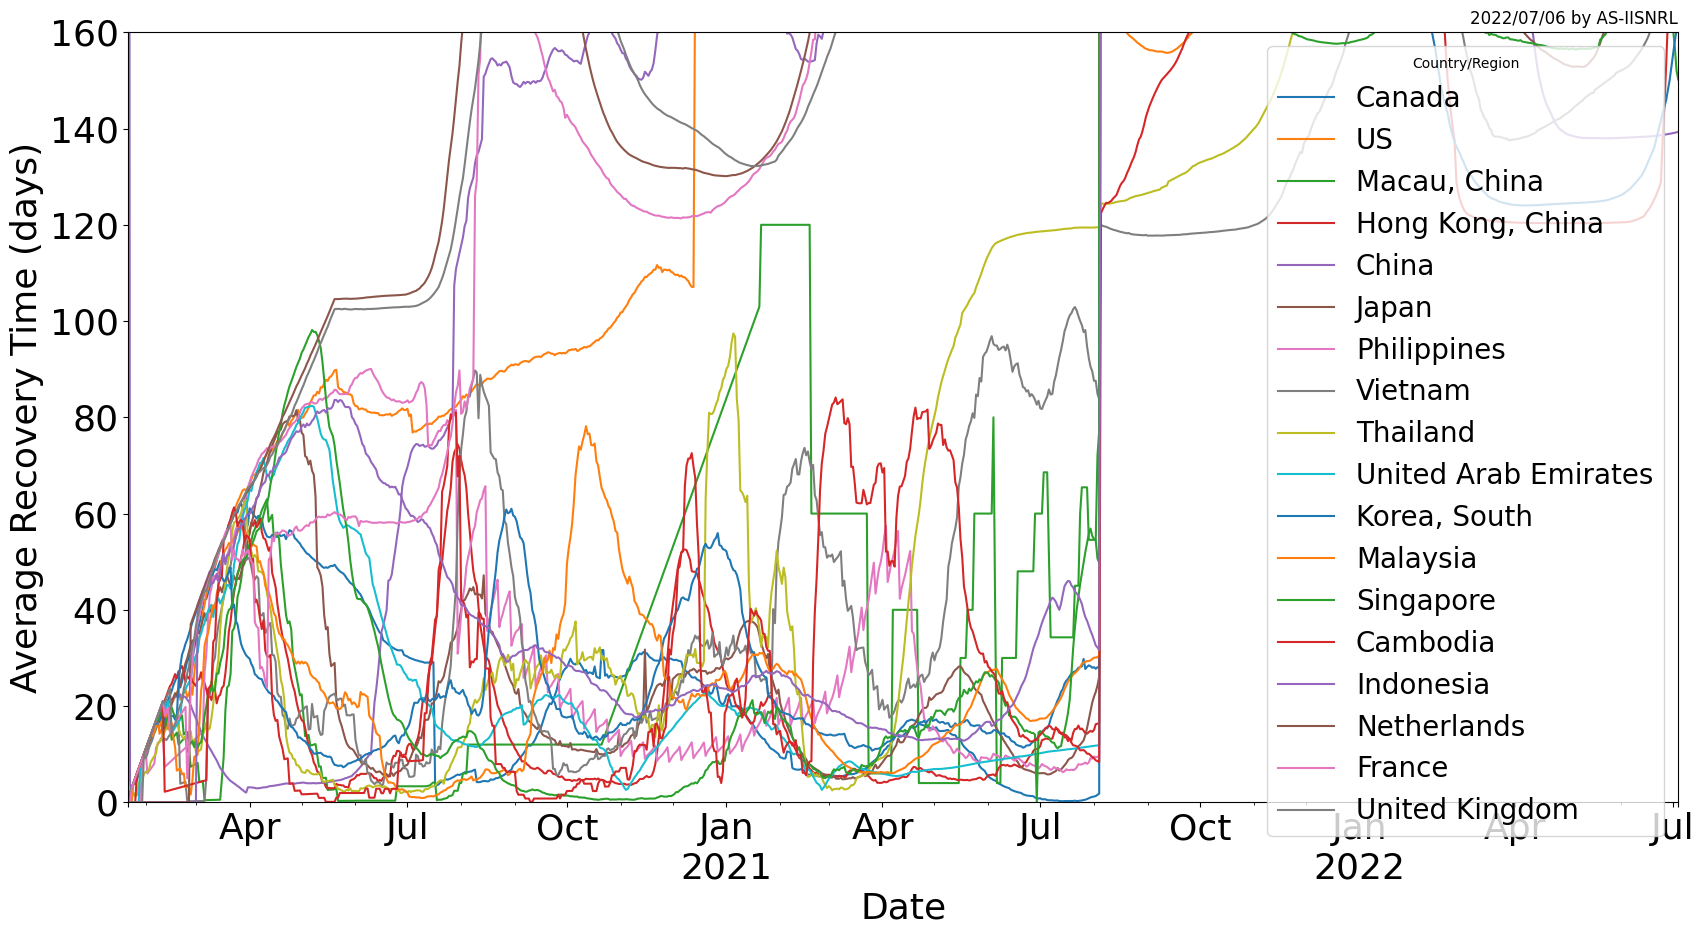 2022/07/06 by AS-IISNRL
Average Recovery Time (days)
160
140
120
100
80
60
40
20
0
Country/Region
Canada
US
Macau, China
Hong Kong, China
China
Japan
Philippines
Vietnam
Thailand
United Arab Emirates
Korea, South
Malaysia
Singapore
Cambodia
Indonesia
Netherlands
France
United Kingdom
Apr Jul Oct Jan Apr Jul Oct Jan Apr Jul
2021 2022
Date